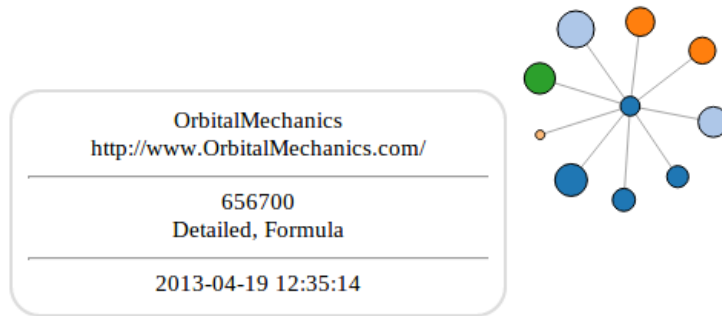 OrbitalMechanics
http://www.OrbitalMechanics.com/
656700
Detailed, Formula
2013-04-19 12:35:14